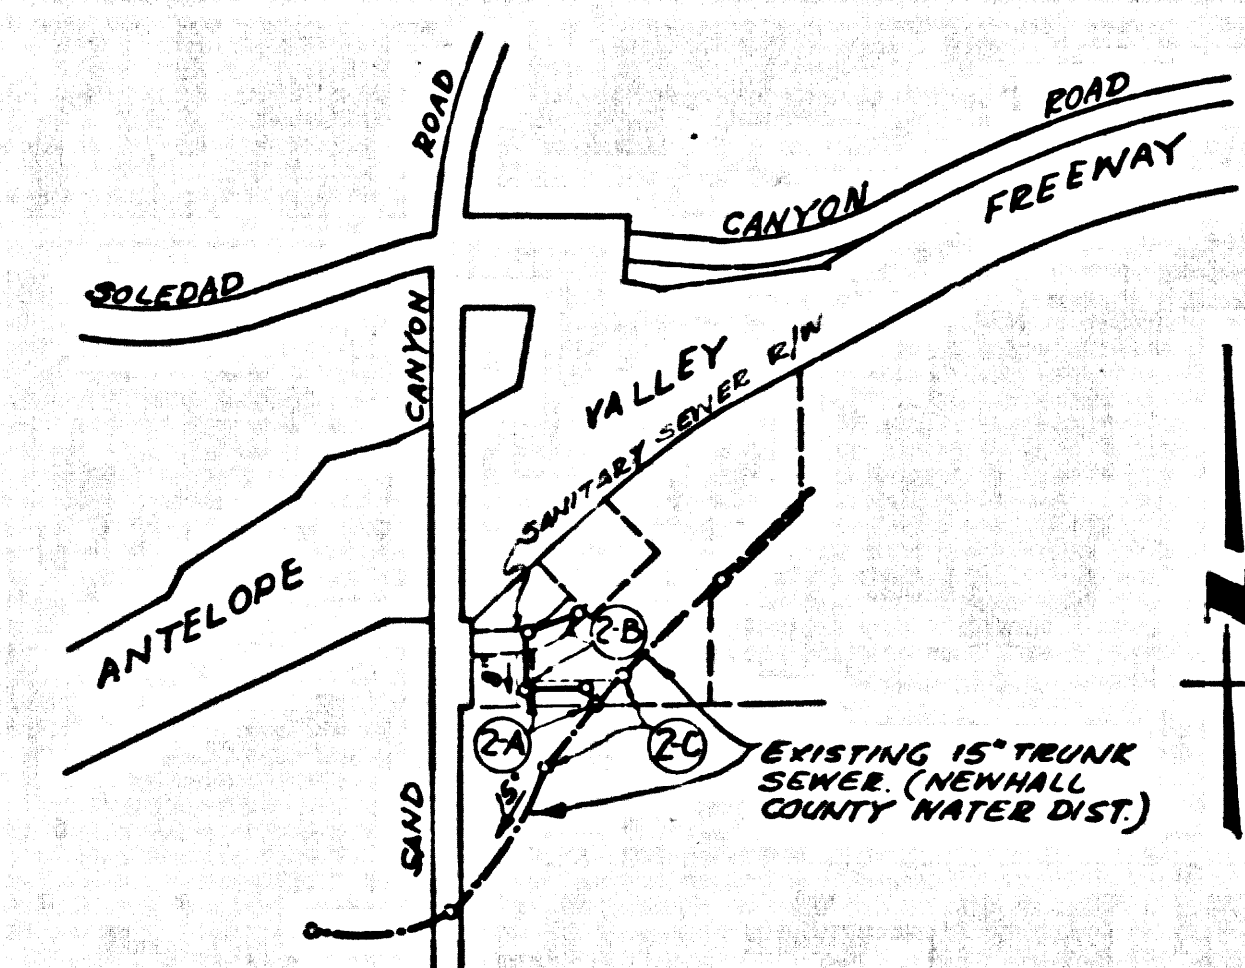 ROAD
ROAD
FREEWAY
CANYON
SOLEDAD
CANYON
VALLEY
SANITARY SEWER R/W
ANTELOPE
2-B
8"
2-A
2-C
EXISTING 15" TRUNK
SEWER. (NEWHALL
COUNTY WATER DIST.)
15"
SAND